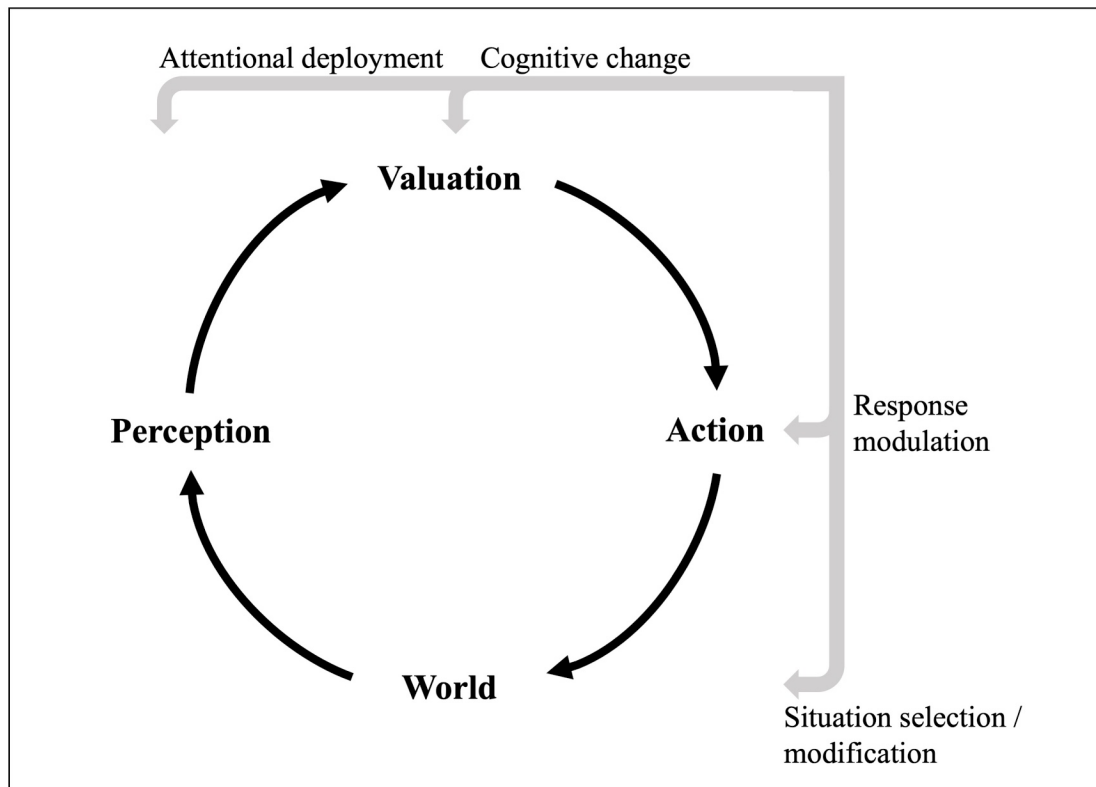 Attentional deployment
Cognitive change
Valuation
Perception
Action
Response
modulation
World
Situation selection /
modification